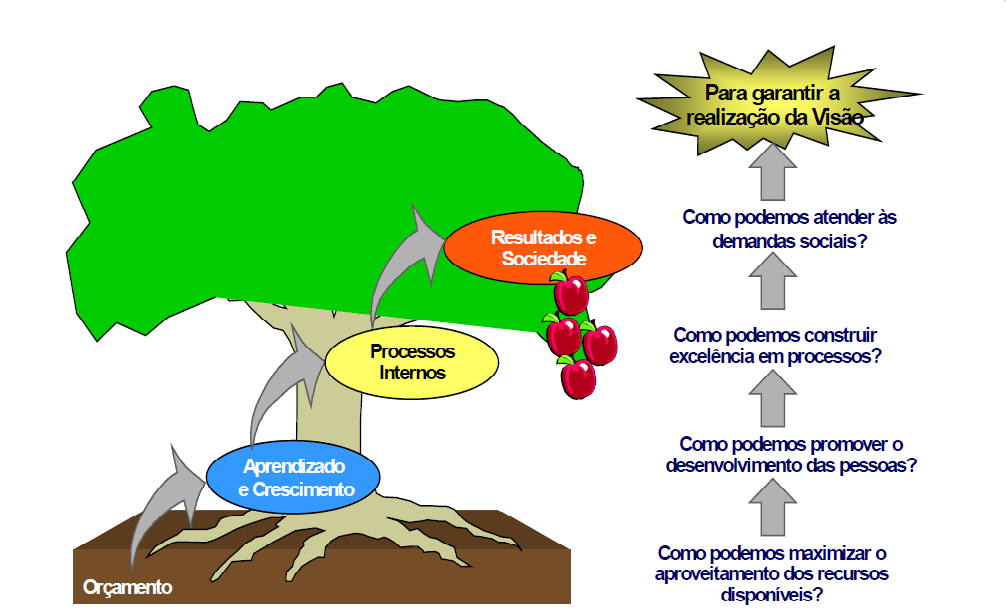 Para garantir a
realização da Visão
Como podemos atender às
demandas sociais?
Resultados e
Sociedade
Como podemos construir
excelência em processos?
Processos
Internos
Como podemos promover o
desenvolvimento das pessoas?
Aprendizado
e Crescimento
Como podemos maximizar o
aproveitamento dos recursos
disponíveis?
Orçamento